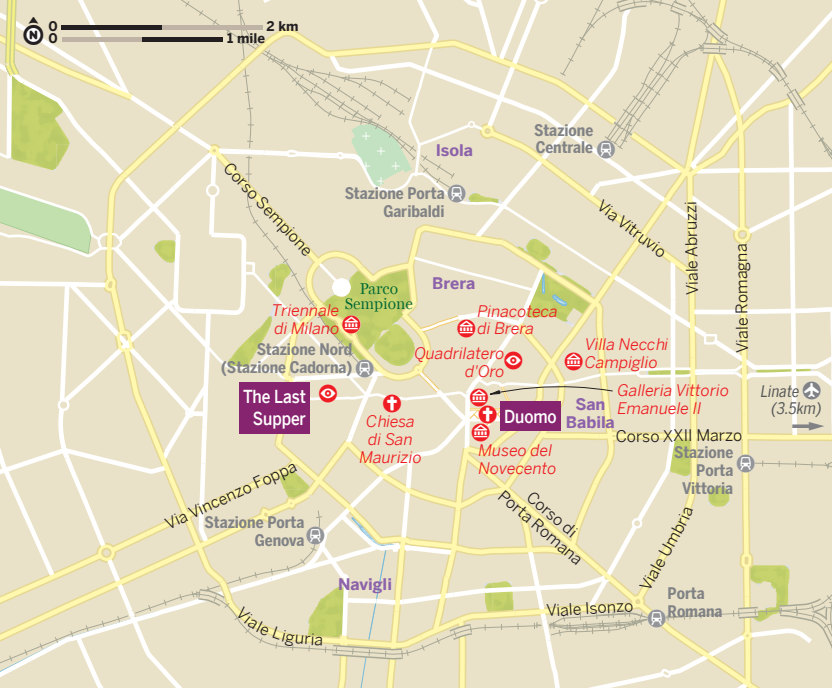 0
2 km
N
0
1 mile
Stazione
Centrale
Isola
Corso Sempione
Stazione Porta
Garibaldi
Via Vitruvio
Viale Abruzzi
Viale Romagna
Brera
Parco
Sempione
Triennale
di Milano
Pinacoteca
di Brera
Stazione Nord
(Stazione Cadorna)
Quadrilatero
d'Oro
Villa Necchi
Campiglio
The Last
Supper
Chiesa
di San
Maurizio
Galleria Vittorio
Emanuele II
Linate
(3.5km)
Duomo
San
Babila
Corso XXII Marzo
Museo del
Novecento
Stazione
Porta
Vittoria
Via Vincenzo Foppa
Corso di
Porta Romana
Stazione Porta
Genova
Viale Umbria
Navigli
Porta
Romana
Viale Isonzo
Viale Liguria